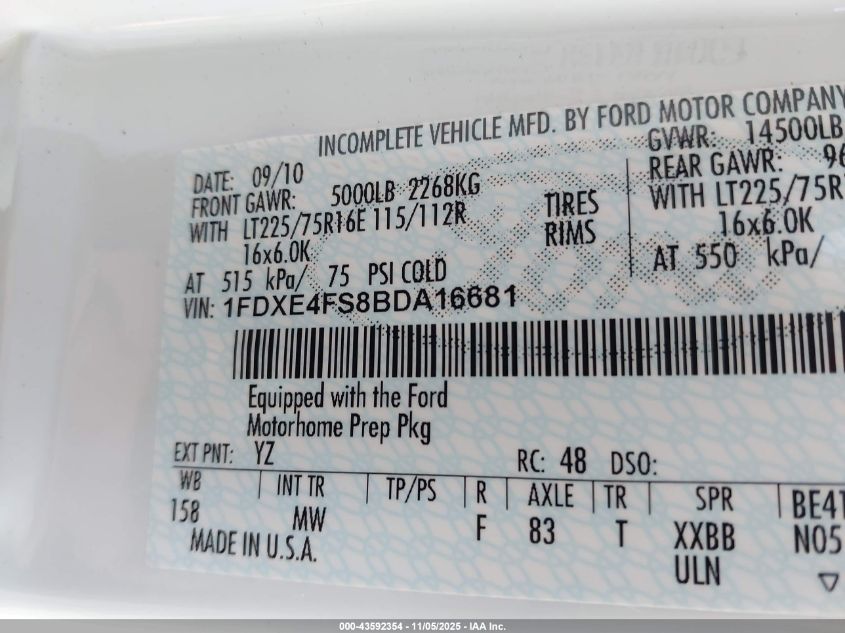 INCOMPLETE VEHICLE MFD. BY FORD MOTOR COMPANY
DATE: 09/10
GVWR: 14500LB
FRONT GAWR: 5000LB 2268KG
REAR GAWR: 96
WITH LT225/75R16E 115/112R TIRES
WITH LT225/75R
16x6.0K RIMS
16x6.0K
AT 515 kPa/ 75 PSI COLD
AT 550 kPa/
VIN: 1FDXE4FS8BDA16681
Equipped with the Ford
Motorhome Prep Pkg
EXT PNT: YZ RC: 48 DSO:
WB INT TR TP/PS R AXLE TR SPR
158 MW F 83 T XXBB N05
ULN
MADE IN U.S.A.
000-43592354 - 11/05/2025 - IAA Inc.